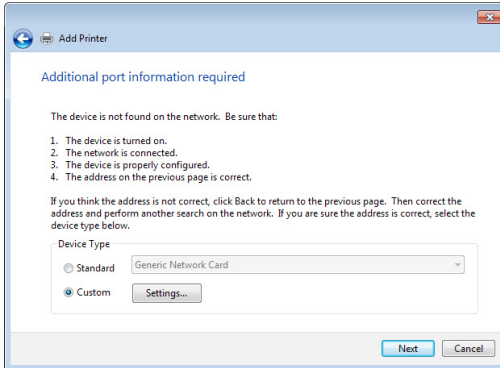 Add Printer
Additional port information required
The device is not found on the network. Be sure that:
1. The device is turned on.
2. The network is connected.
3. The device is properly configured.
4. The address on the previous page is correct.
If you think the address is not correct, click Back to return to the previous page. Then correct the
address and perform another search on the network. If you are sure the address is correct, select the
device type below.
Device Type
Standard Generic Network Card
Custom Settings...
Next Cancel